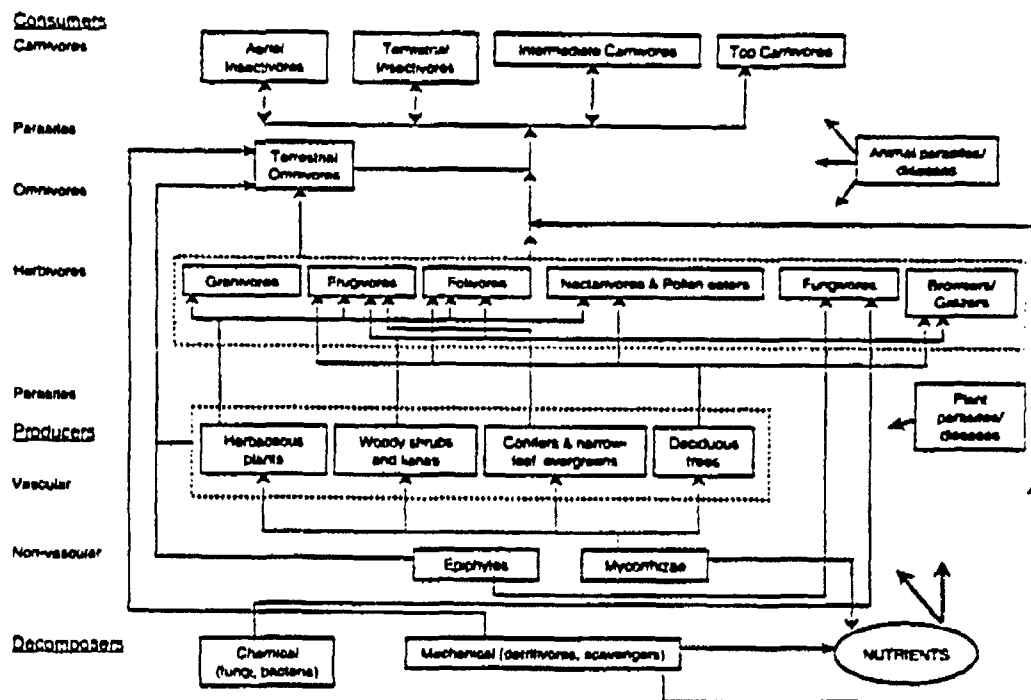 Consumers
Carnivores
Aerial
Insectivores
Terrestrial
Insectivores
Intermediate Carnivores
Top Carnivores
Parasites
Terrestrial
Omnivores
Animal parasites/
diseases
Omnivores
Herbivores
Granivores
Frugivores
Folivores
Nectarivores & Pollen eaters
Fungivores
Browsers/
Grazers
Parasites
Plant
parasites/
diseases
Producers
Herbaceous
plants
Woody shrubs
and lianas
Conifers & narrow-
leaf evergreens
Deciduous
trees
Vascular
Non-vascular
Epiphytes
Mycorrhizae
Decomposers
Chemical
(fungi, bacteria)
Mechanical (detritivores, scavengers)
NUTRIENTS